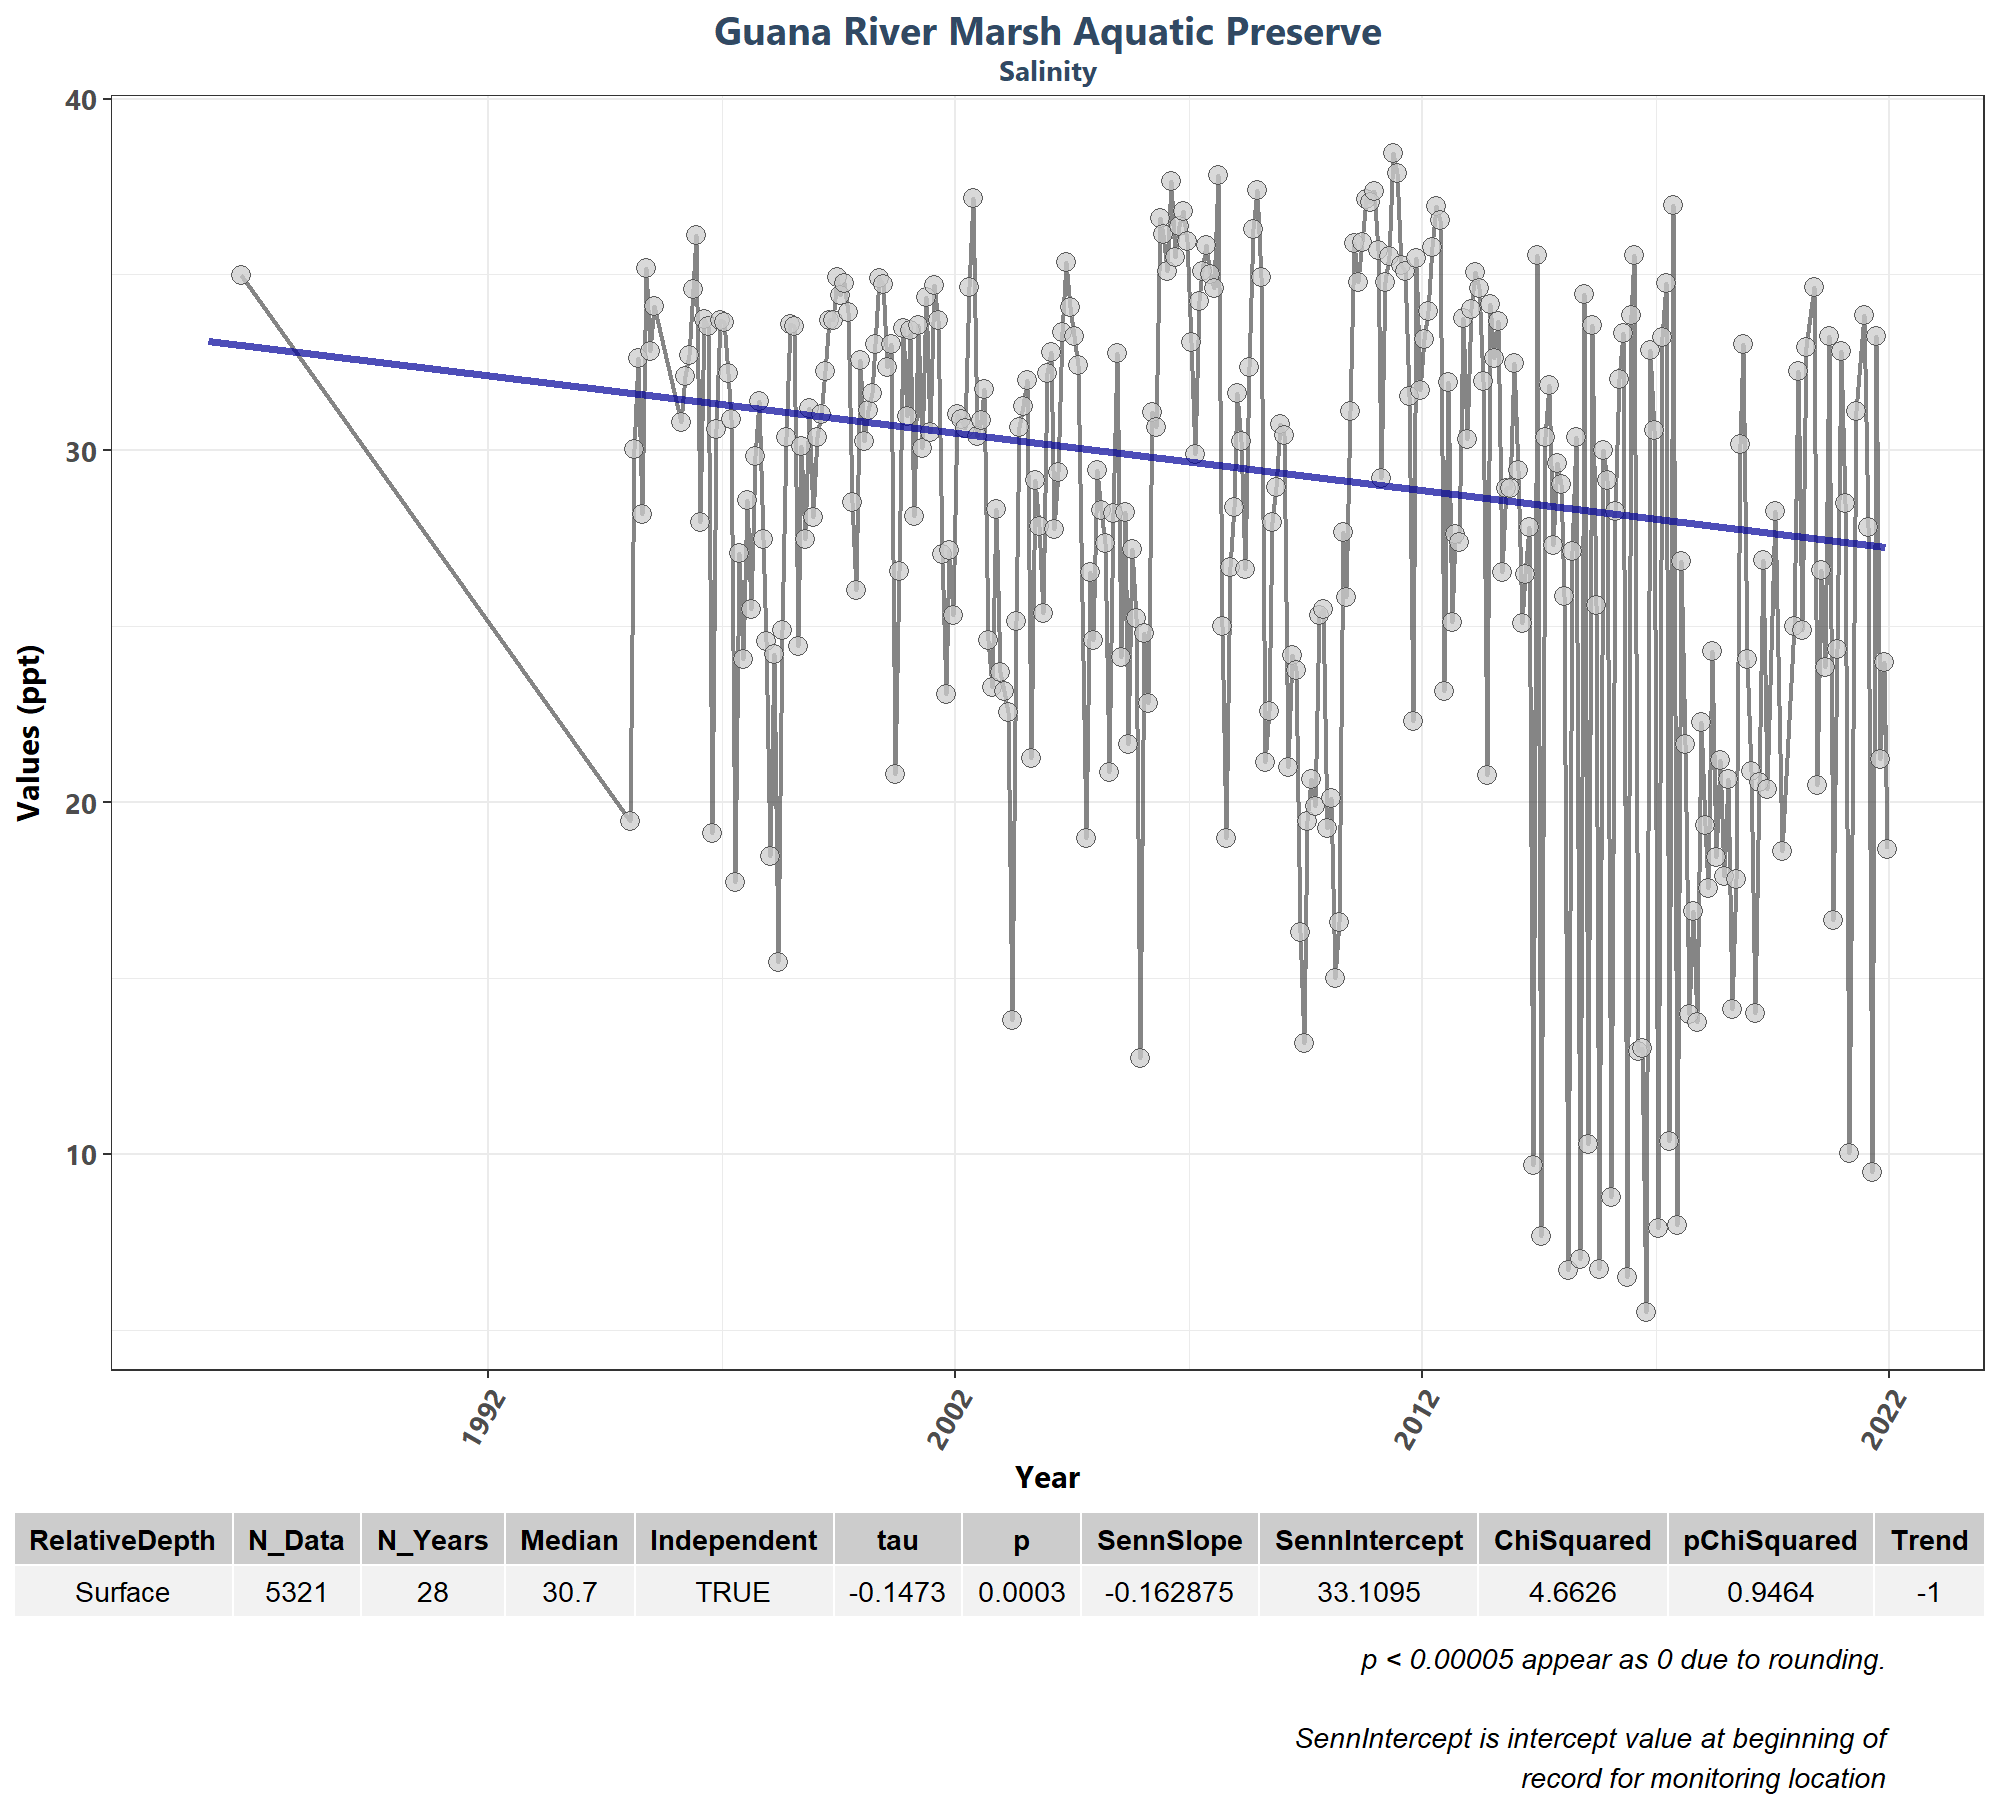 Guana River Marsh Aquatic Preserve
Salinity
40
30
20
10
Values (ppt)
1992 2002 2012 2022
Year
RelativeDepth N_Data N_Years Median Independent tau p SennSlope SennIntercept ChiSquared pChiSquared Trend
Surface 5321 28 30.7 TRUE -0.1473 0.0003 -0.162875 33.1095 4.6626 0.9464 -1
p < 0.00005 appear as 0 due to rounding.
SennIntercept is intercept value at beginning of
record for monitoring location